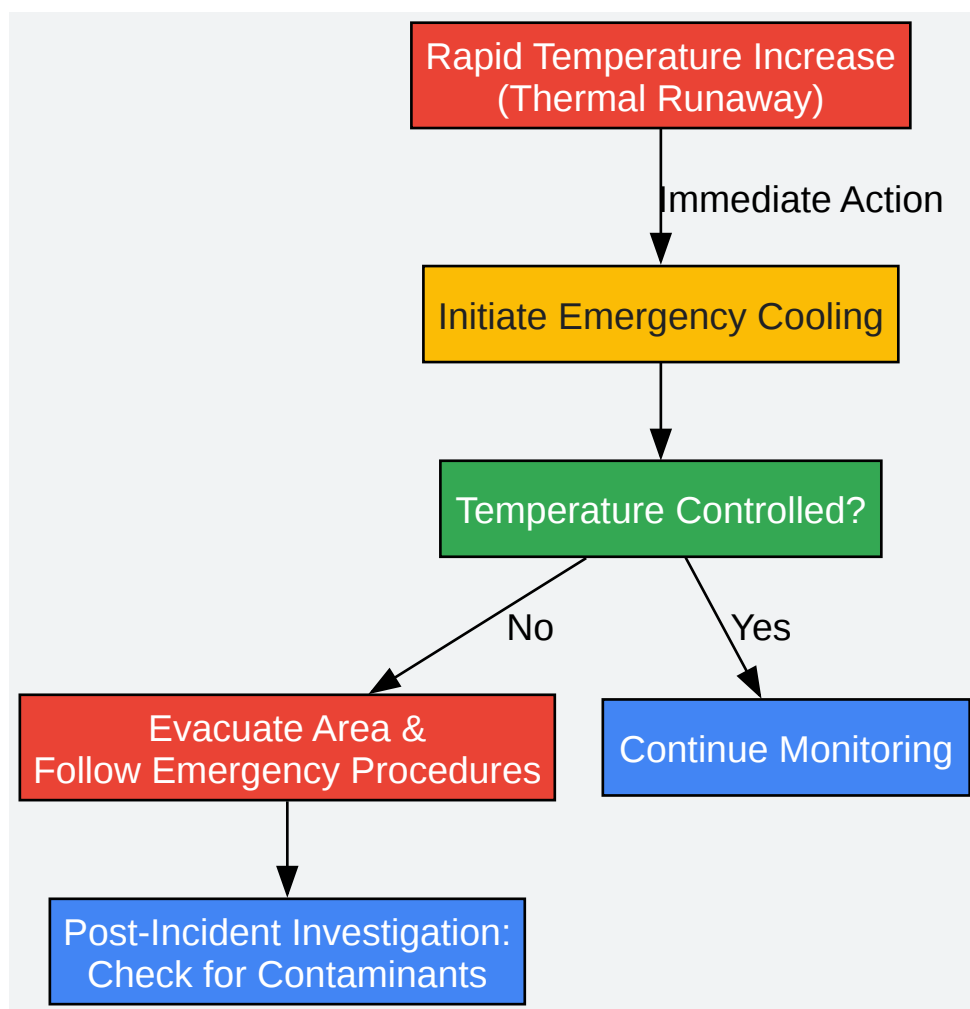 Rapid Temperature Increase
(Thermal Runaway)
Immediate Action
Initiate Emergency Cooling
Temperature Controlled?
No
Yes
Evacuate Area &
Follow Emergency Procedures
Continue Monitoring
Post-Incident Investigation:
Check for Contaminants